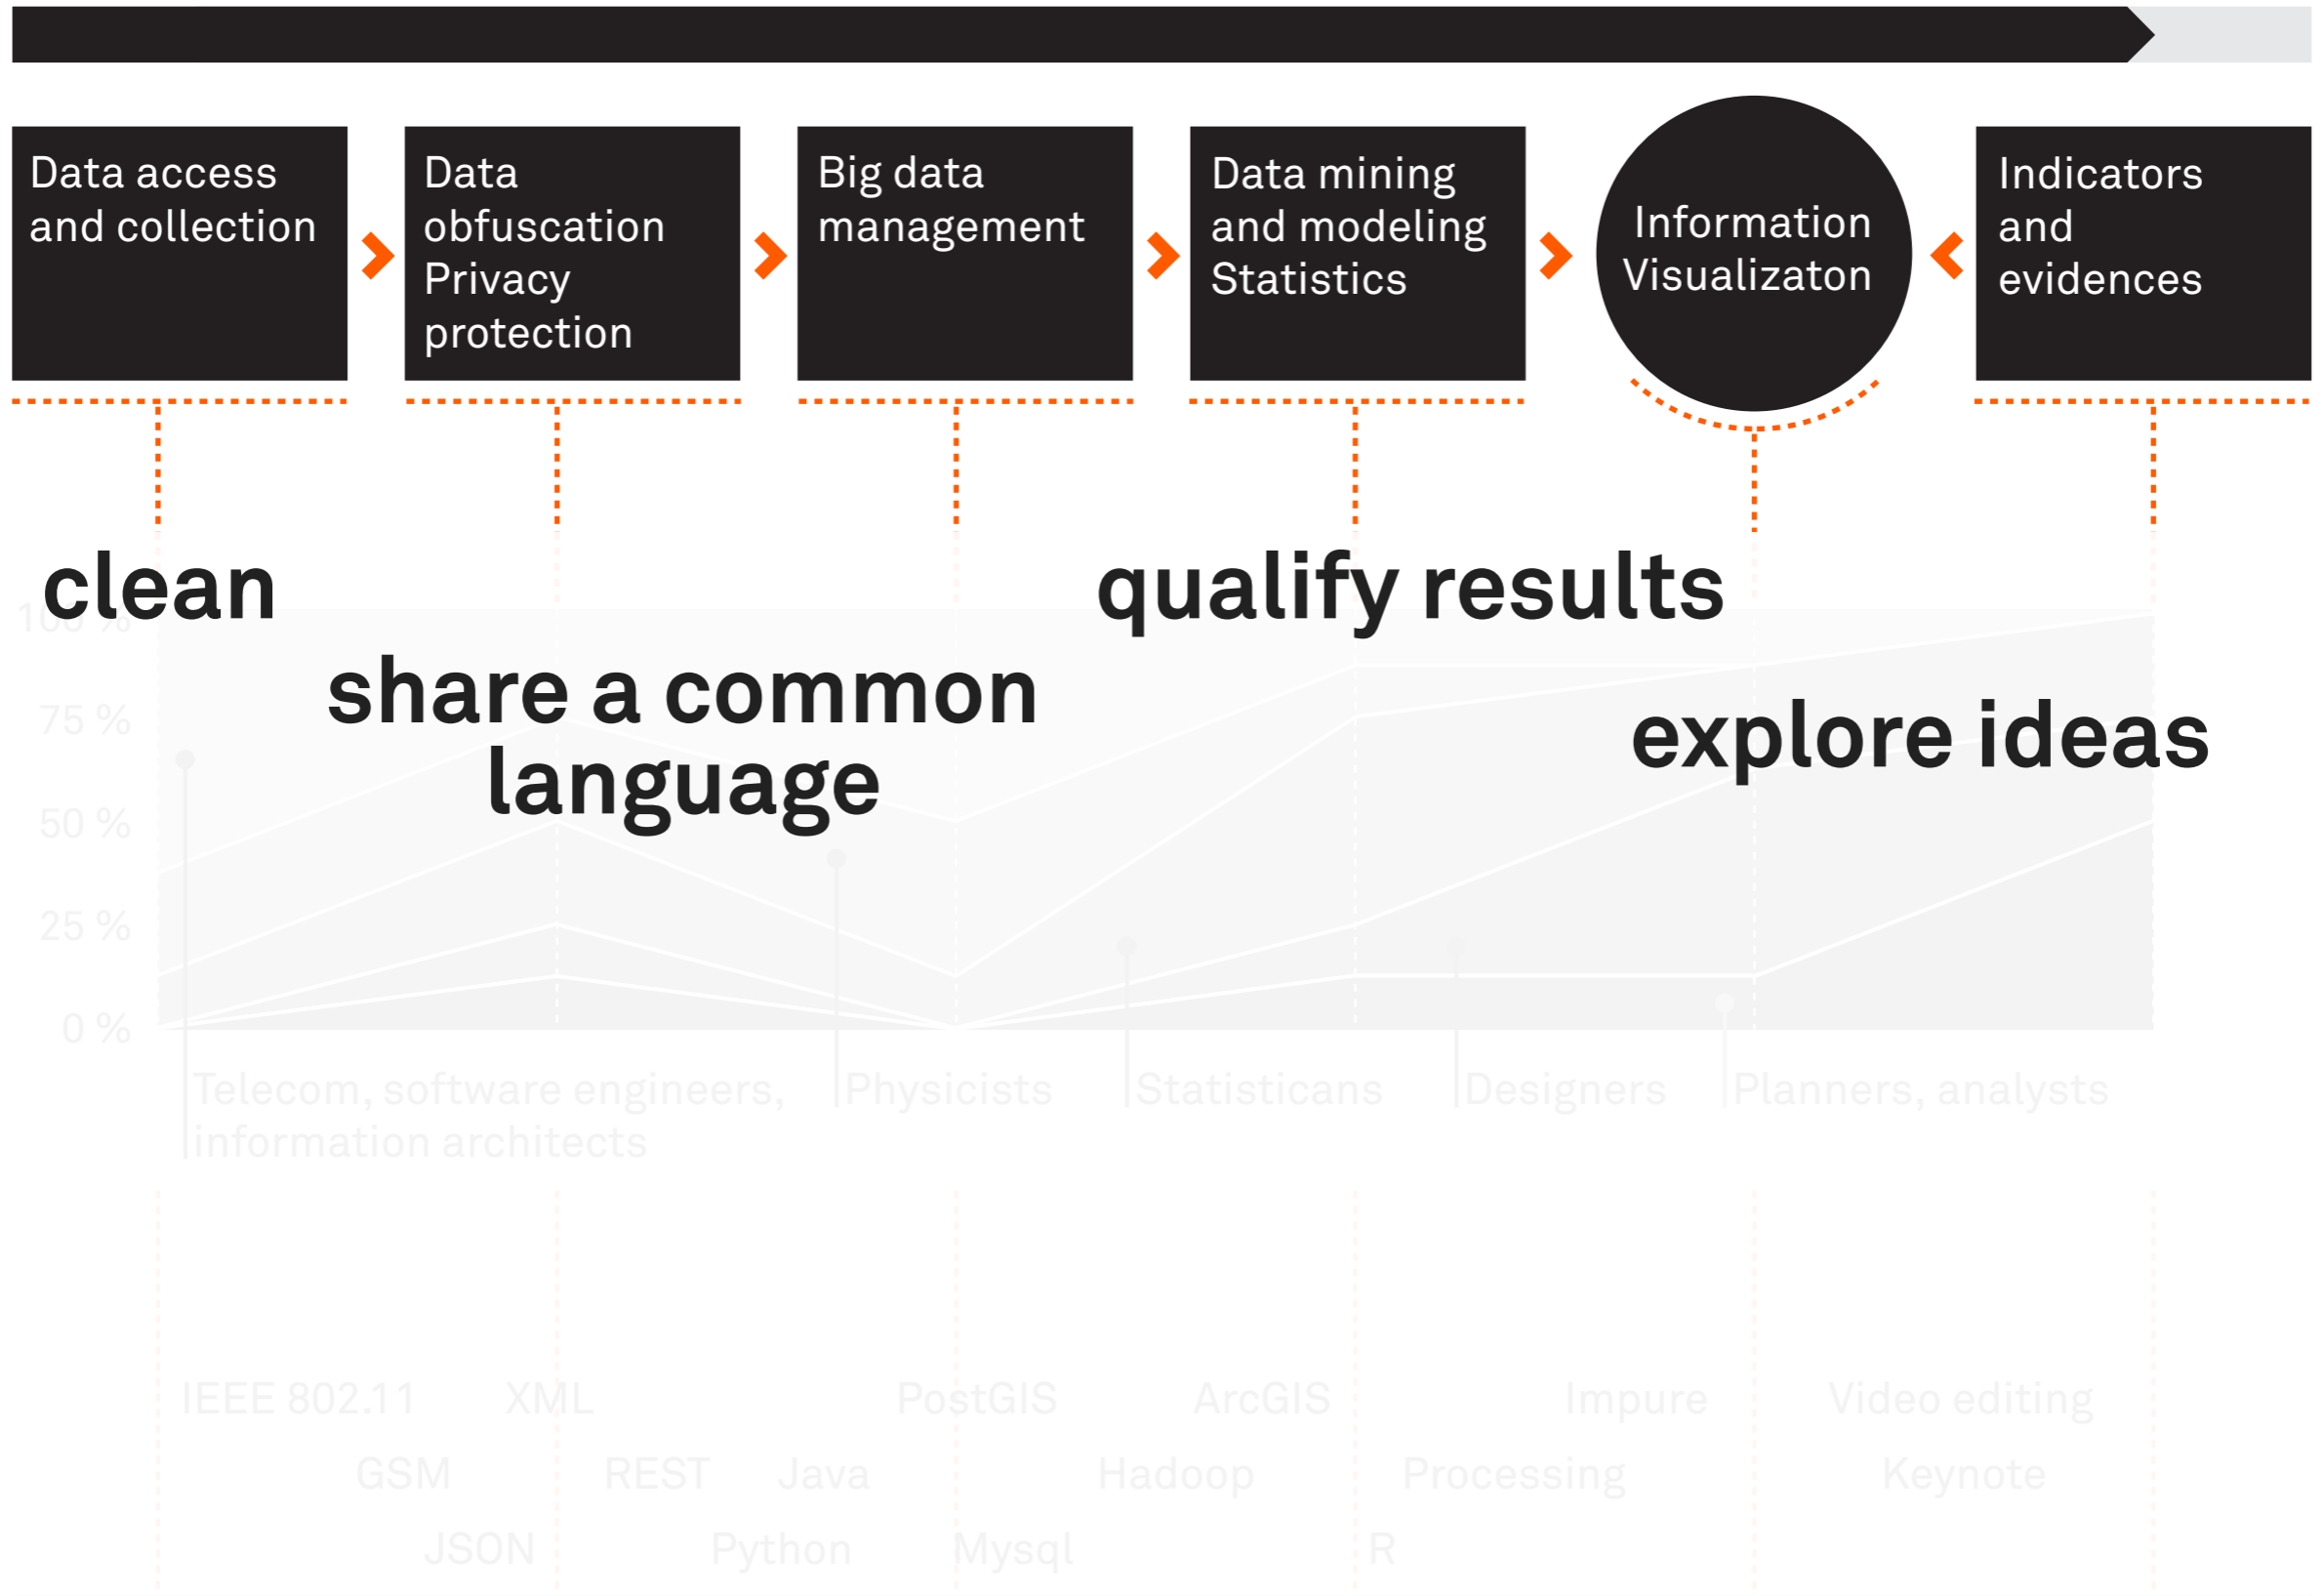 Data access
and collection
Data
obfuscation
Privacy
protection
Big data
management
Data mining
and modeling
Statistics
Information
Visualizaton
Indicators
and
evidences
clean
qualify results
share a common
language
explore ideas
100 %
75 %
50 %
25 %
0 %
Telecom, software engineers,
information architects
Physicists
Statisticans
Designers
Planners, analysts
IEEE 802.11
XML
PostGIS
ArcGIS
Impure
Video editing
GSM
REST
Java
Hadoop
Processing
Keynote
JSON
Python
Mysql
R